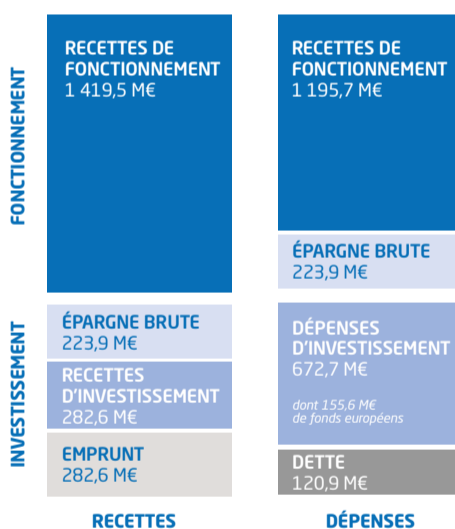 FONCTIONNEMENT
RECETTES DE
FONCTIONNEMENT
1 419,5 M€
INVESTISSEMENT
ÉPARGNE BRUTE
223,9 M€
RECETTES
D'INVESTISSEMENT
282,6 M€
EMPRUNT
282,6 M€
RECETTES
RECETTES DE
FONCTIONNEMENT
1 195,7 M€
ÉPARGNE BRUTE
223,9 M€
DÉPENSES
D'INVESTISSEMENT
672,7 M€
dont 155,6 M€
de fonds européens
DETTE
120,9 M€
DÉPENSES